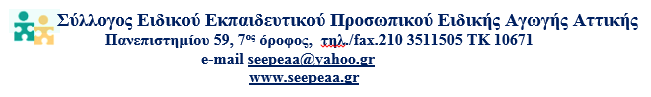 Σύλλογος Ειδικού Εκπαιδευτικού Προσωπικού Ειδικής Αγωγής Αττικής
Πανεπιστημίου 59, 7ος όροφος, τηλ./fax.210 3511505 ΤΚ 10671
e-mail seepeaa@yahoo.gr
www.seepeaa.gr